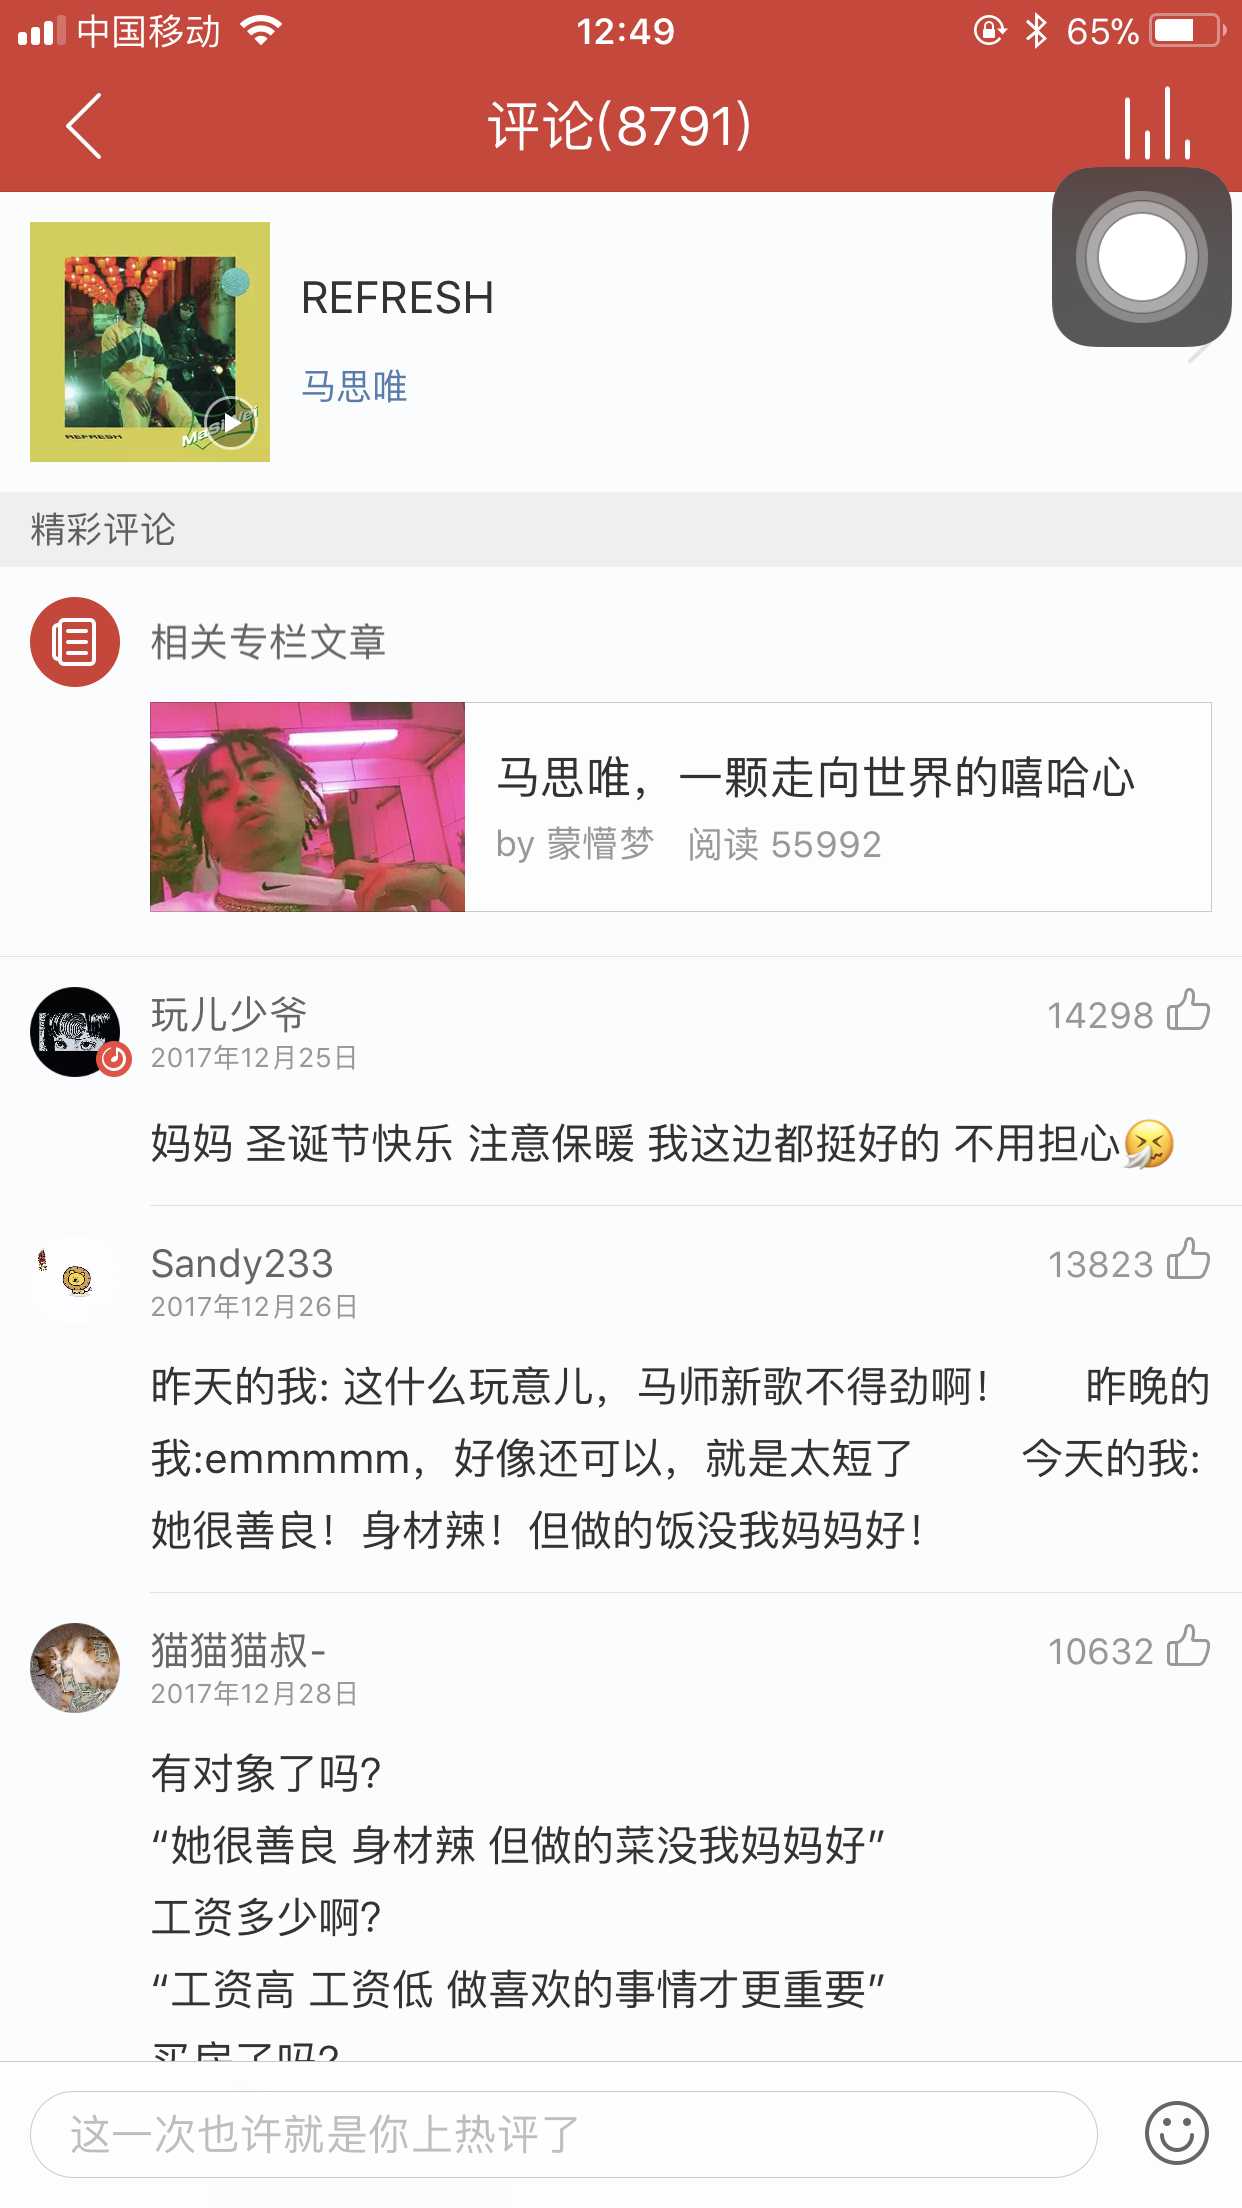 中国移动 12:49 65%
评论(8791)
REFRESH
马思唯
REFRESH
精彩评论
相关专栏文章
马思唯，一颗走向世界的嘻哈心
by 蒙懵梦 阅读 55992
玩儿少爷 14298
2017年12月25日
妈妈 圣诞节快乐 注意保暖 我这边都挺好的 不用担心
Sandy233 13823
2017年12月26日
昨天的我: 这什么玩意儿，马师新歌不得劲啊！ 昨晚的
我:emmmmm，好像还可以，就是太短了 今天的我:
她很善良！身材辣！但做的饭没我妈妈好！
猫猫猫叔- 10632
2017年12月28日
有对象了吗?
“她很善良 身材辣 但做的菜没我妈妈好”
工资多少啊?
“工资高 工资低 做喜欢的事情才更重要”
买房了吗?
这一次也许就是你上热评了